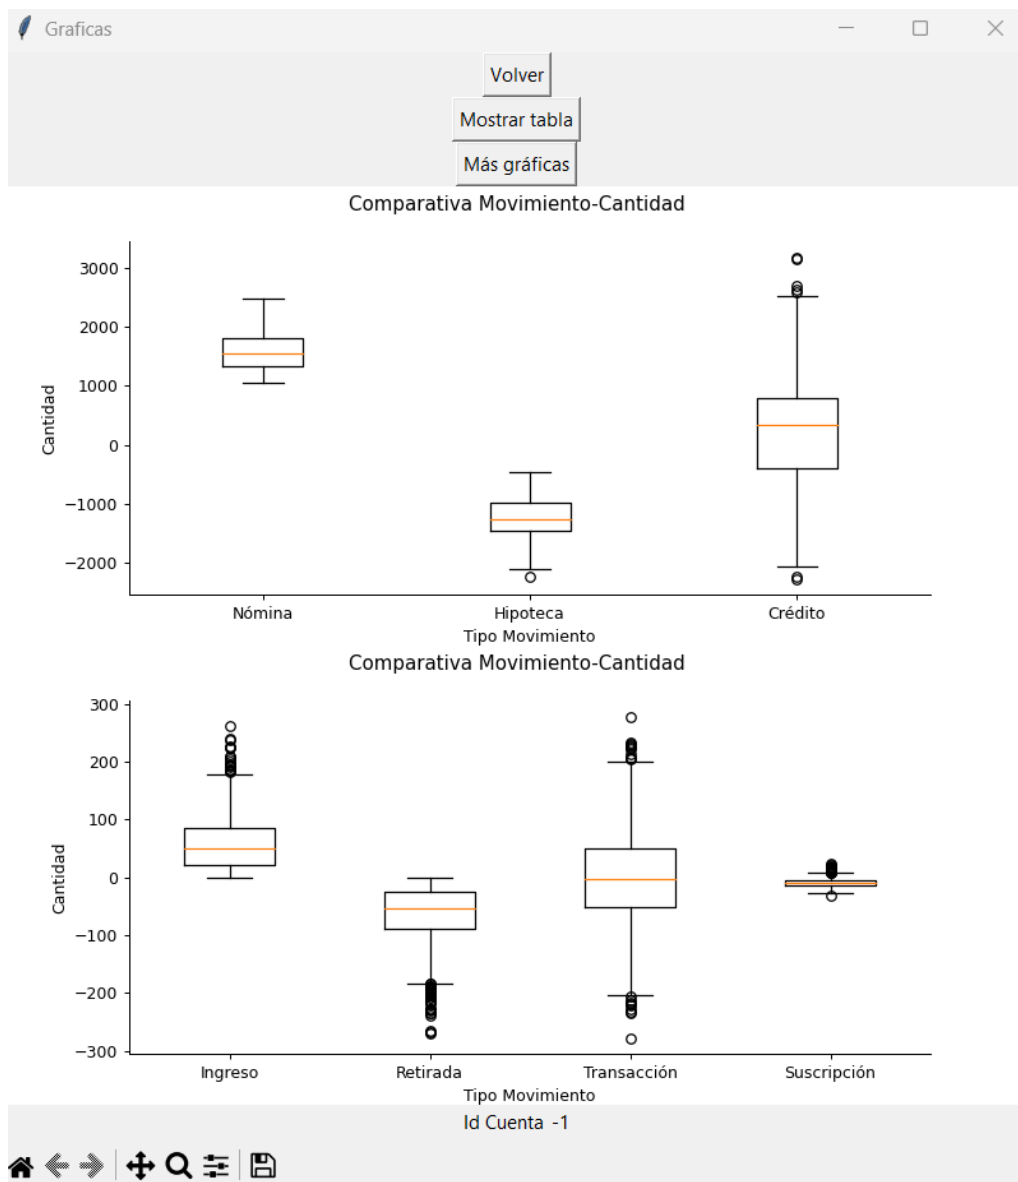 Graficas
Volver
Mostrar tabla
Más gráficas
Comparativa Movimiento-Cantidad
3000
2000
1000
0
−1000
−2000
Cantidad
Nómina Hipoteca Crédito
Tipo Movimiento
Comparativa Movimiento-Cantidad
300
200
100
0
−100
−200
−300
Cantidad
Ingreso Retirada Transacción Suscripción
Tipo Movimiento
Id Cuenta -1